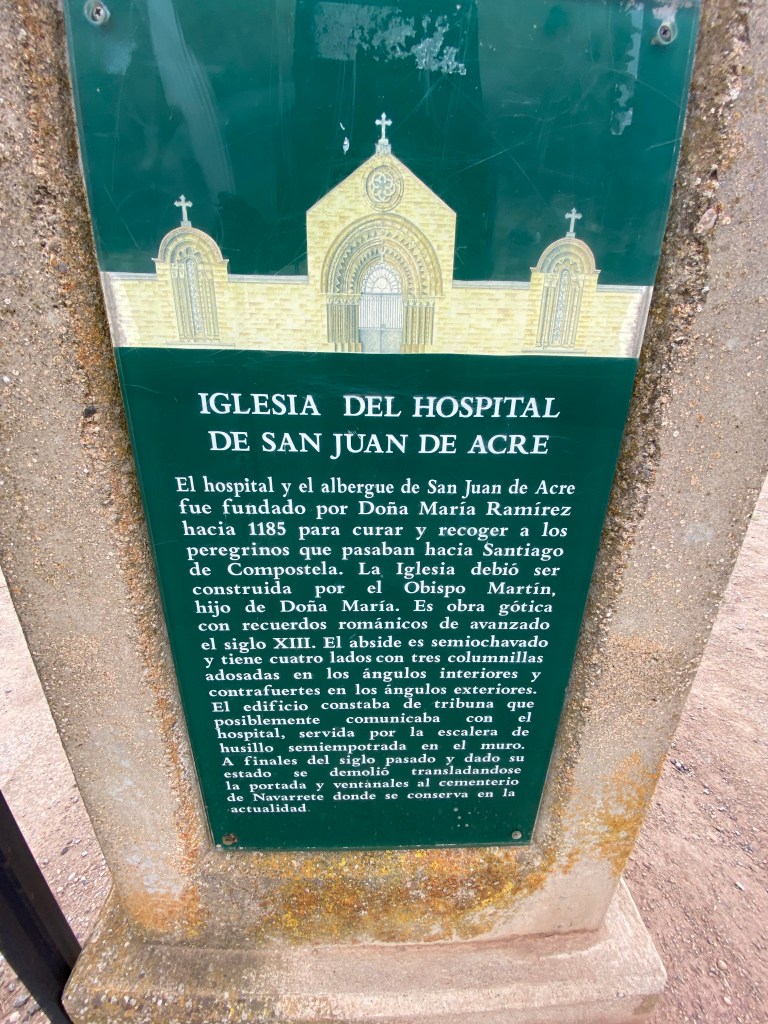 IGLESIA DEL HOSPITAL
DE SAN JUAN DE ACRE
El hospital y el albergue de San Juan de Acre
fue fundado por Doña María Ramírez
hacia 1185 para curar y recoger a los
peregrinos que pasaban hacia Santiago
de Compostela. La Iglesia debió ser
construida por el Obispo Martín,
hijo de Doña María. Es obra gótica
con recuerdos románicos de avanzado
el siglo XIII. El abside es semiochavado
y tiene cuatro lados con tres columnillas
adosadas en los ángulos interiores y
contrafuertes en los ángulos exteriores.
El edificio constaba de tribuna que
posiblemente comunicaba con el
hospital, servida por la escalera de
husillo semiempotrada en el muro.
A finales del siglo pasado y dado su
estado se demolió transladandose
la portada y ventanales al cementerio
de Navarrete donde se conserva en la
actualidad.